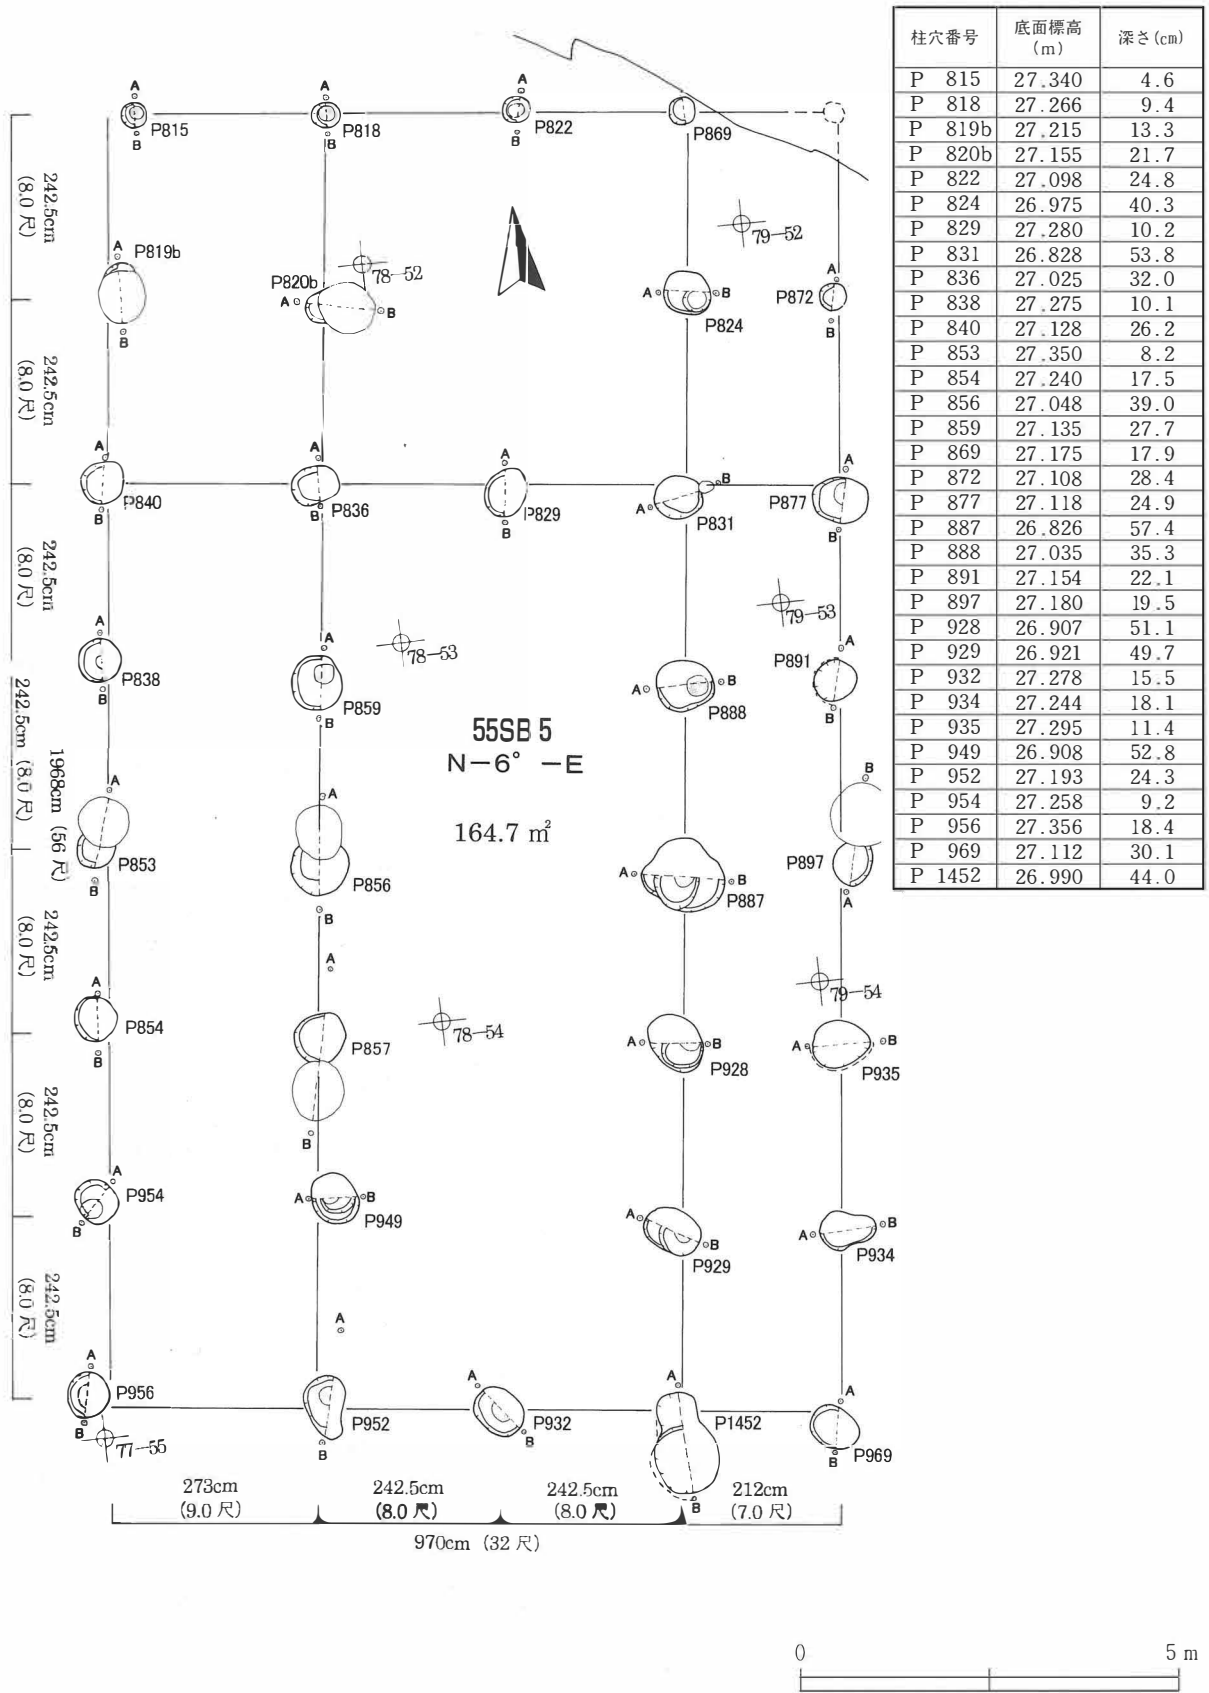 柱穴番号 底面標高(m) 深さ(cm)
P 815 27.340 4.6
P 818 27.266 9.4
P 819b 27.215 13.3
P 820b 27.155 21.7
P 822 27.098 24.8
P 824 26.975 40.3
P 829 27.280 10.2
P 831 26.828 53.8
P 836 27.025 32.0
P 838 27.275 10.1
P 840 27.128 26.2
P 853 27.350 8.2
P 854 27.240 17.5
P 856 27.048 39.0
P 859 27.135 27.7
P 869 27.175 17.9
P 872 27.108 28.4
P 877 27.118 24.9
P 887 26.826 57.4
P 888 27.035 35.3
P 891 27.154 22.1
P 897 27.180 19.5
P 928 26.907 51.1
P 929 26.921 49.7
P 932 27.278 15.5
P 934 27.244 18.1
P 935 27.295 11.4
P 949 26.908 52.8
P 952 27.193 24.3
P 954 27.258 9.2
P 956 27.356 18.4
P 969 27.112 30.1
P 1452 26.990 44.0
A A A
P815 P818 P822 P869
B B B
242.5cm
(8.0 尺)
79-52
A P819b
78-52
P820b A B
A B P824
A P872
B
B
242.5cm
(8.0 尺)
A A A A
P840 P836 P829 A P831 B P877
B B B B
242.5cm
(8.0 尺)
79-53
78-53
A A P891 A
P838 P859 A P888 B
B B B
55SB 5
N-6° -E
164.7 ㎡
242.5cm (8.0 尺)
1968cm (56 尺)
A A B
P853 P856 A P887 B P897
B B A
242.5cm
(8.0 尺)
A
79-54
78-54
A
P854 P857 A P928 B A P935 B
B B
242.5cm
(8.0 尺)
A
P954 A P949 B A P929 B A P934 B
B
242.5cm
(8.0 尺)
A
A A A A
P956 P952 P932 P1452 P969
B B B B B
77-55
273cm
(9.0 尺)
242.5cm
(8.0 尺)
242.5cm
(8.0 尺)
212cm
(7.0 尺)
970cm (32 尺)
0 5 m